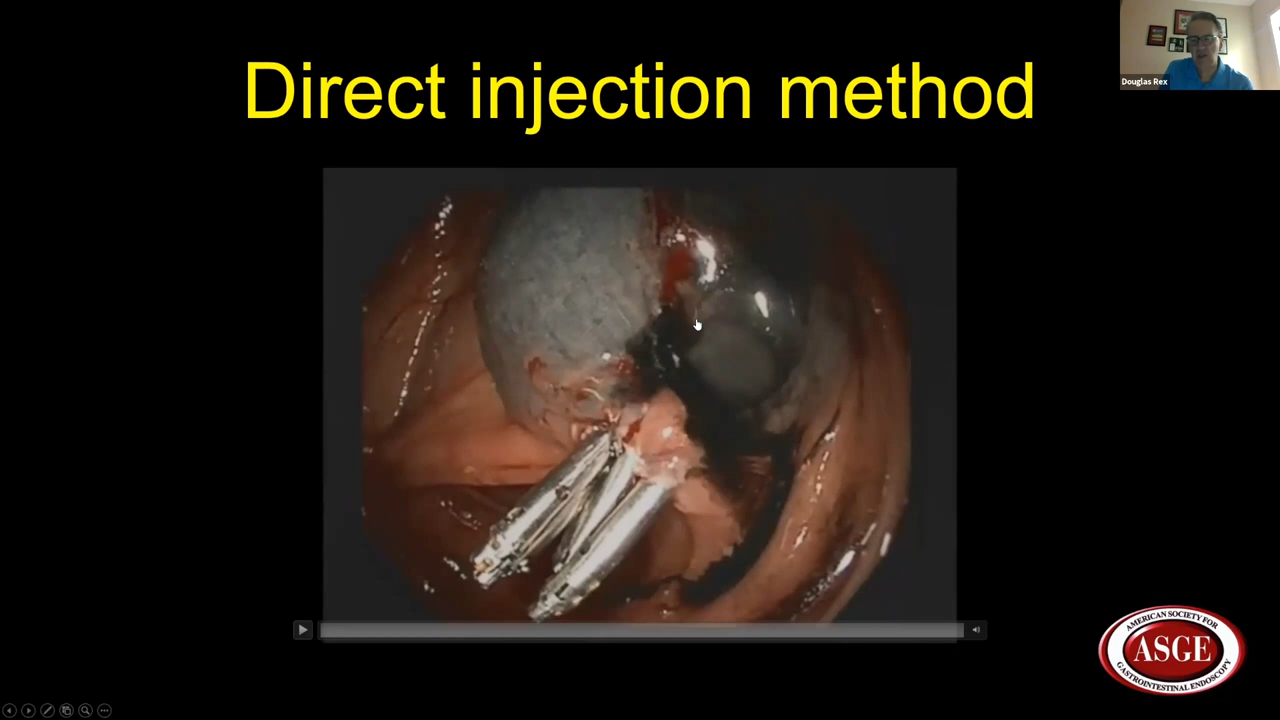 Direct injection method
Douglas Rex
AMERICAN SOCIETY FOR
ASGE
GASTROINTESTINAL ENDOSCOPY